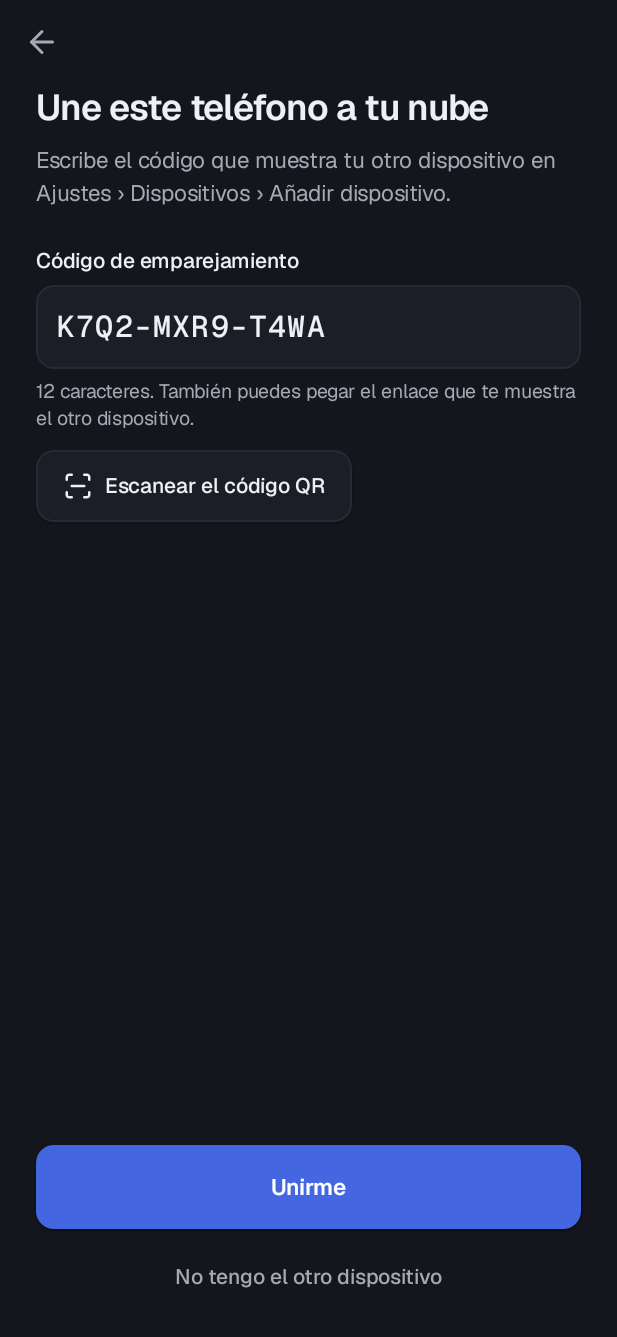 Une este teléfono a tu nube
Escribe el código que muestra tu otro dispositivo en
Ajustes › Dispositivos › Añadir dispositivo.
Código de emparejamiento
K7Q2-MXR9-T4WA
12 caracteres. También puedes pegar el enlace que te muestra
el otro dispositivo.
Escanear el código QR
Unirme
No tengo el otro dispositivo